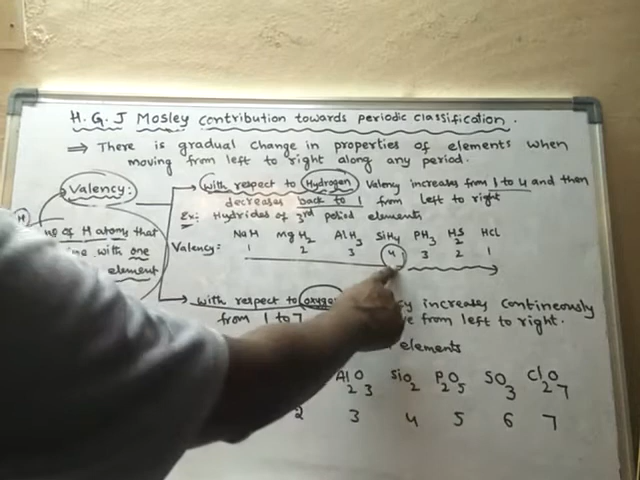 H.G.J Mosley contribution towards periodic classification.
⇒ There is gradual change in properties of elements when
moving from left to right along any period.
Valency:
with respect to Hydrogen Valency increases from 1 to 4 and then
decreases back to 1 from left to right
Ex: Hydrides of 3rd period elements
NaH MgH2 AlH3 SiH4 PH3 H2S HCl
Valency: 1 2 3 4 3 2 1
H
no of H atoms that
with one
element
with respect to oxygen increases contineously
from 1 to 7 from left to right.
elements
Al2O3 SiO2 P2O5 SO3 Cl2O7
2 3 4 5 6 7